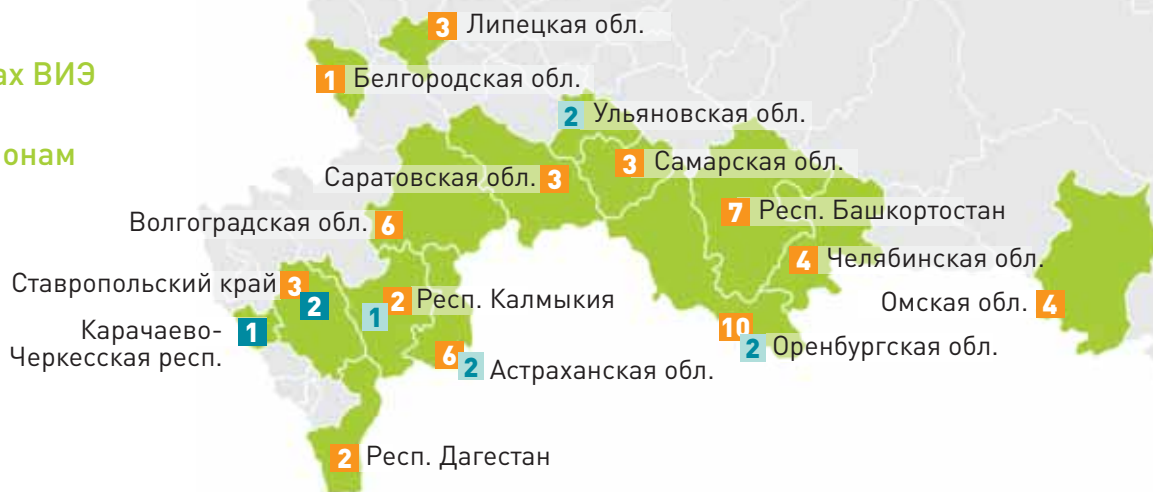 3 Липецкая обл.
ах ВИЭ
1 Белгородская обл.
2 Ульяновская обл.
онам
3 Самарская обл.
Саратовская обл. 3
7 Респ. Башкортостан
Волгоградская обл. 6
4 Челябинская обл.
Ставропольский край 3
2
2 Респ. Калмыкия
1
Омская обл. 4
Карачаево-
Черкесская респ.
1
10
2 Оренбургская обл.
6
2 Астраханская обл.
2 Респ. Дагестан